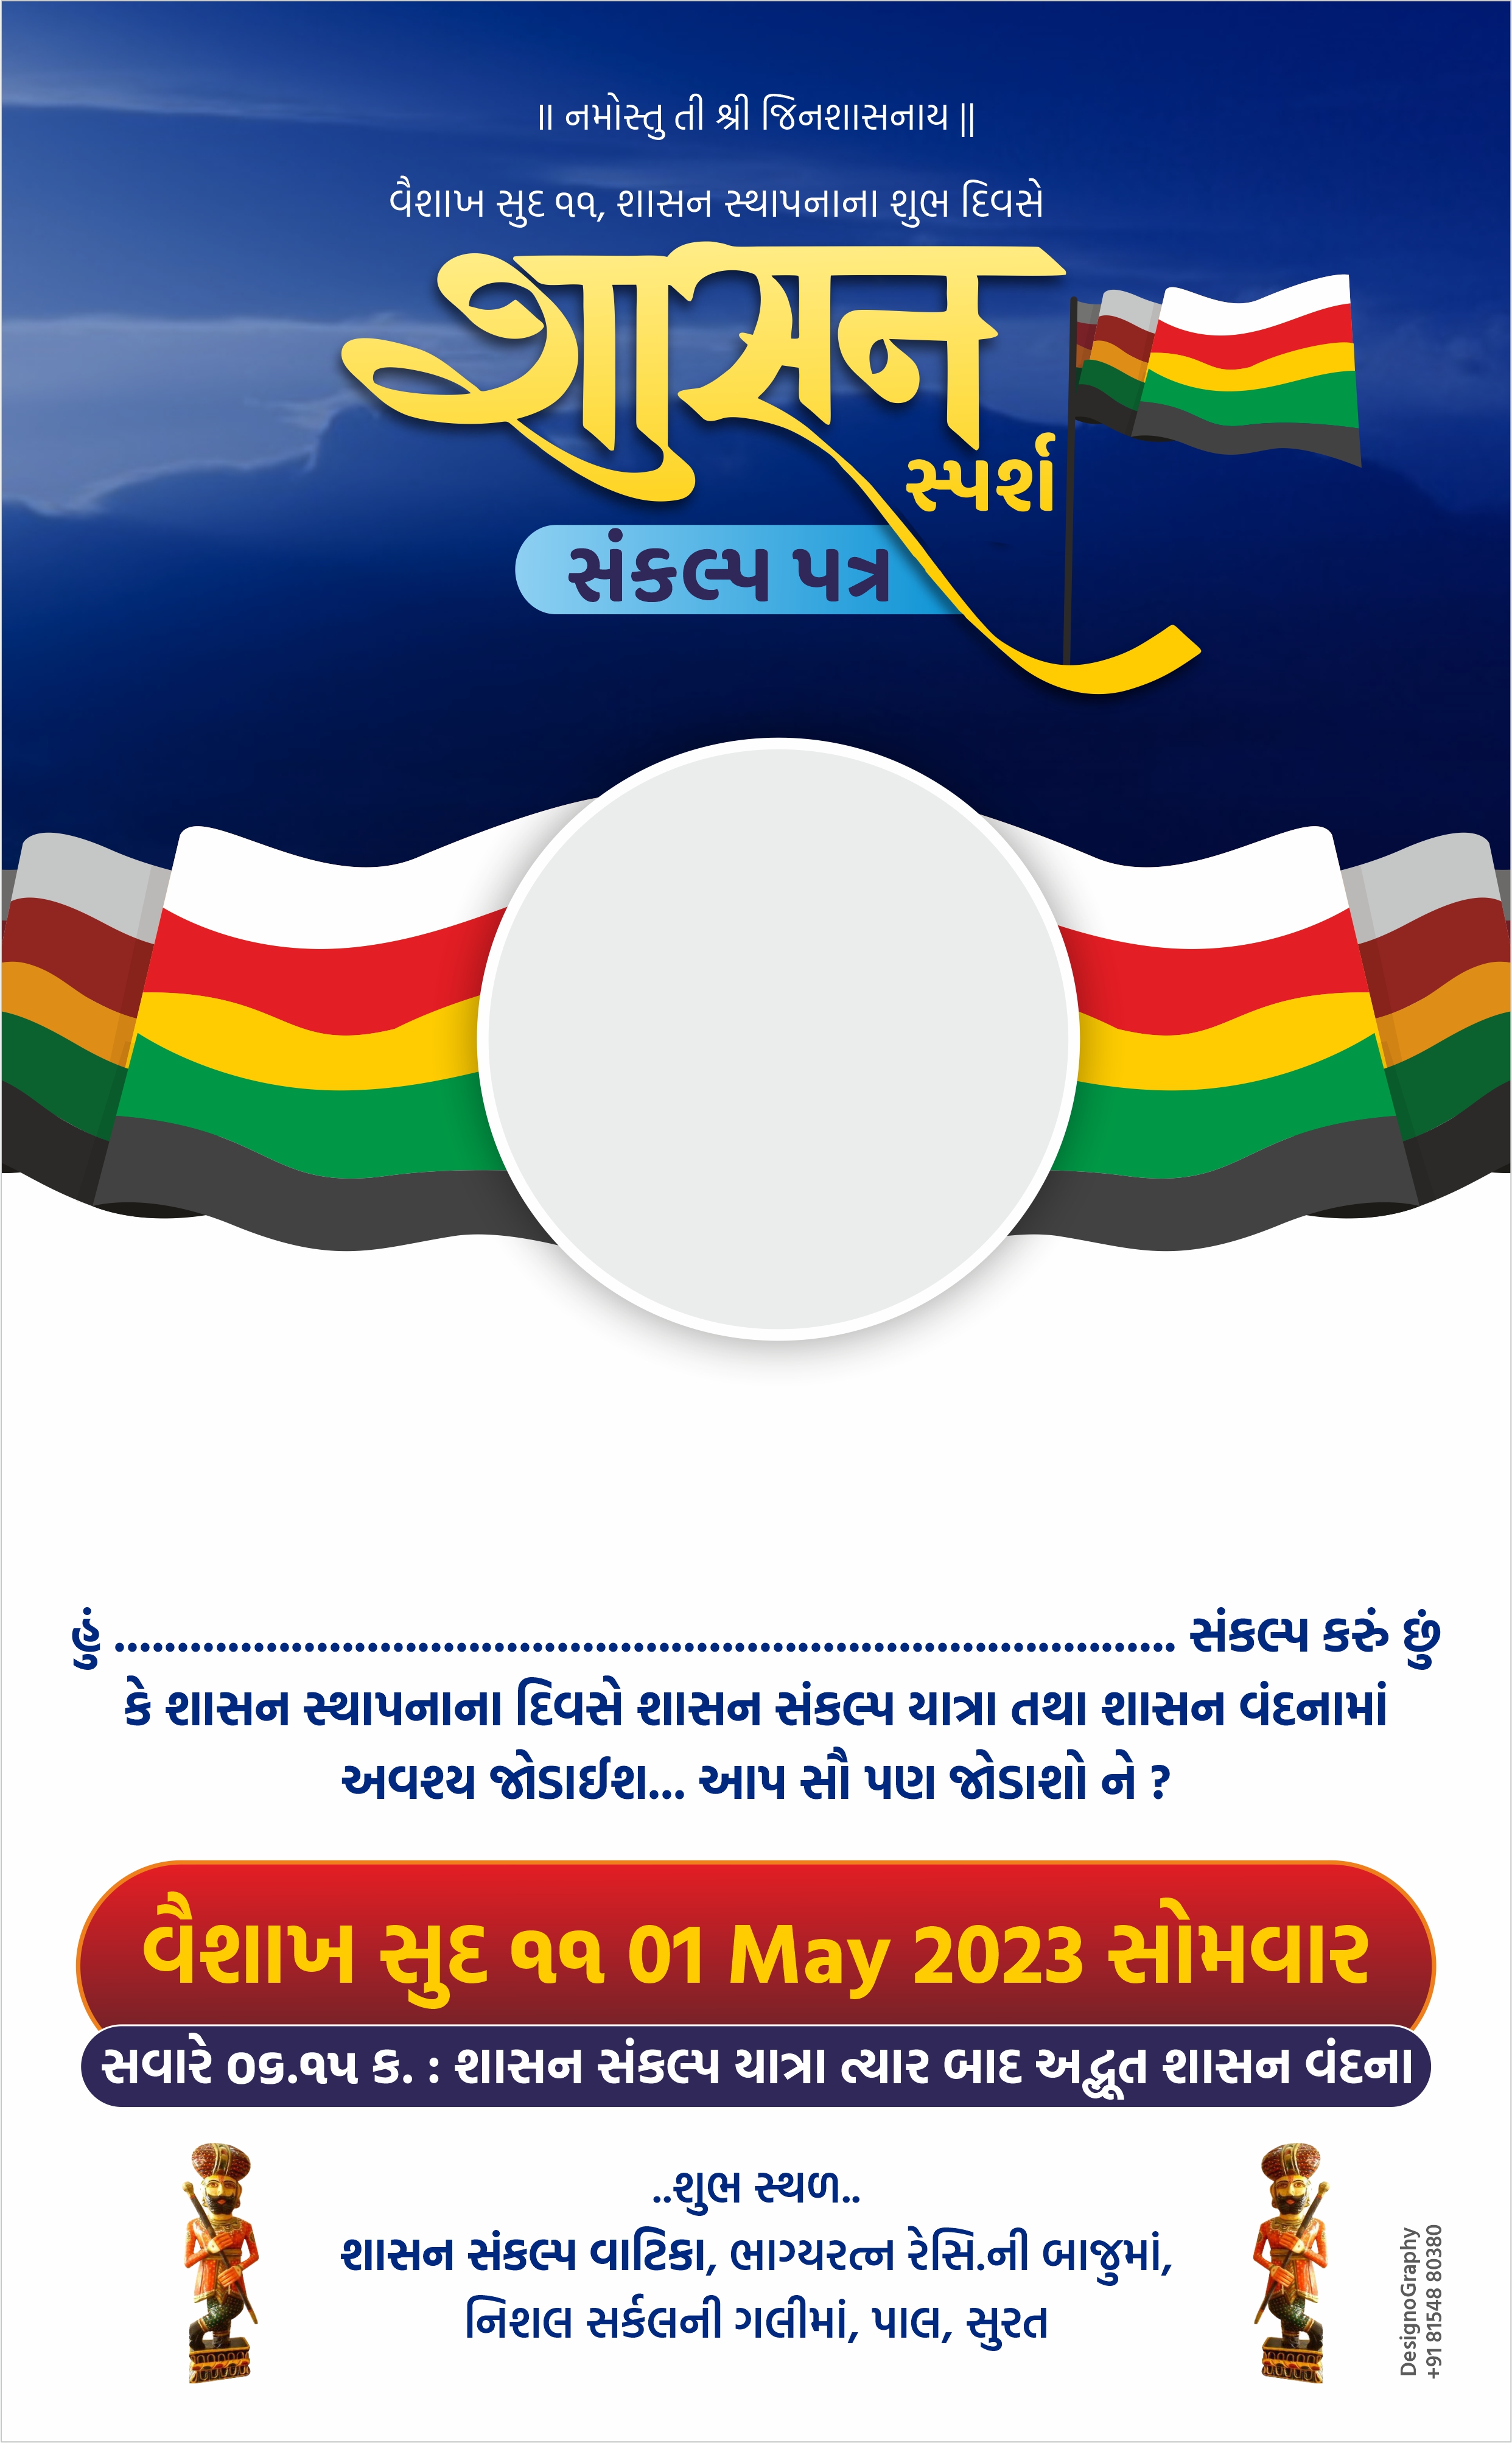 ॥ નમોસ્તુ તી શ્રી જિનશાસનાય ||
વૈશાખ સુદ ૧૧, શાસન સ્થાપનાના શુભ દિવસે
शासन
સ્પર્શ
સંકલ્પ પત્ર
હું .................................................................................... સંકલ્પ કરું છું
કે શાસન સ્થાપનાના દિવસે શાસન સંકલ્પ યાત્રા તથા શાસન વંદનામાં
અવશ્ય જોડાઈશ... આપ સૌ પણ જોડાશો ને ?
વૈશાખ સુદ ૧૧ 01 May 2023 સોમવાર
સવારે ૦૬.૧૫ ક. : શાસન સંકલ્પ યાત્રા ત્યાર બાદ અદ્ભૂત શાસન વંદના
..શુભ સ્થળ..
શાસન સંકલ્પ વાટિકા, ભાગ્યરત્ન રેસિ.ની બાજુમાં,
નિશલ સર્કલની ગલીમાં, પાલ, સુરત
DesignoGraphy
+91 81548 80380